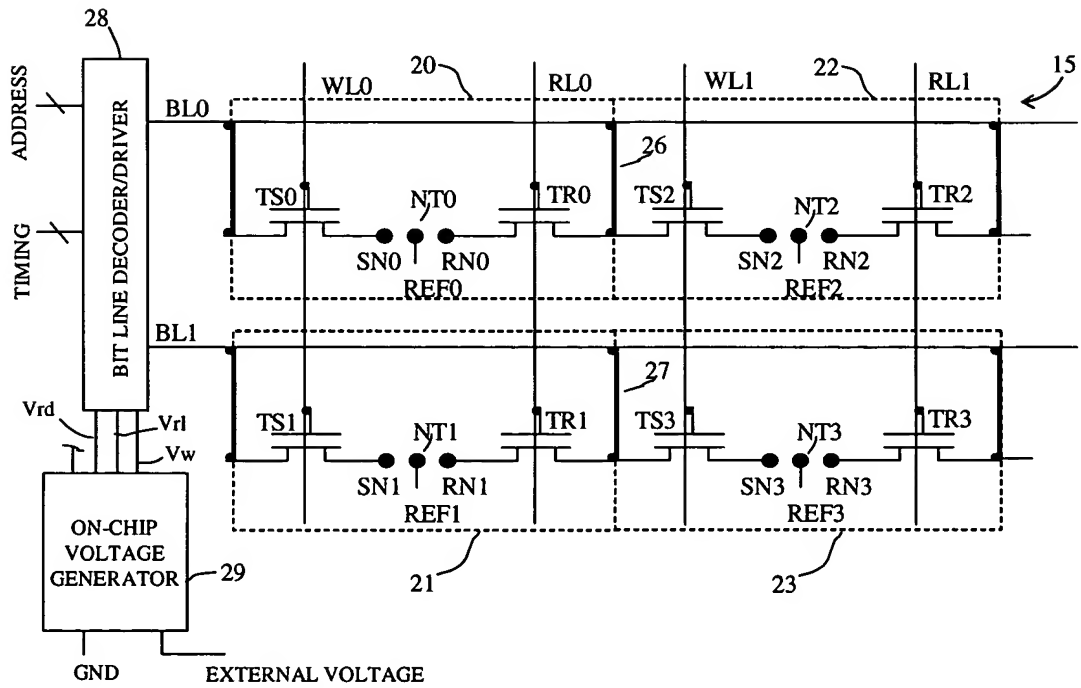 28
20
22
15
WL0
RL0
WL1
RL1
ADDRESS
BL0
26
TS0
NT0
TR0
TS2
NT2
TR2
SN0
RN0
SN2
RN2
REF0
REF2
TIMING
BIT LINE DECODER/DRIVER
BL1
27
Vrd
Vrl
Vw
TS1
NT1
TR1
TS3
NT3
TR3
SN1
RN1
SN3
RN3
REF1
REF3
ON-CHIP
VOLTAGE
GENERATOR
29
21
23
GND
EXTERNAL VOLTAGE